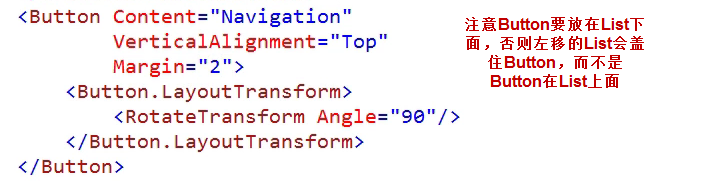 <Button Content="Navigation"
VerticalAlignment="Top"
Margin="2">
<Button.LayoutTransform>
<RotateTransform Angle="90"/>
</Button.LayoutTransform>
</Button>
注意Button要放在List下
面，否则左移的List会盖
住Button，而不是
Button在List上面